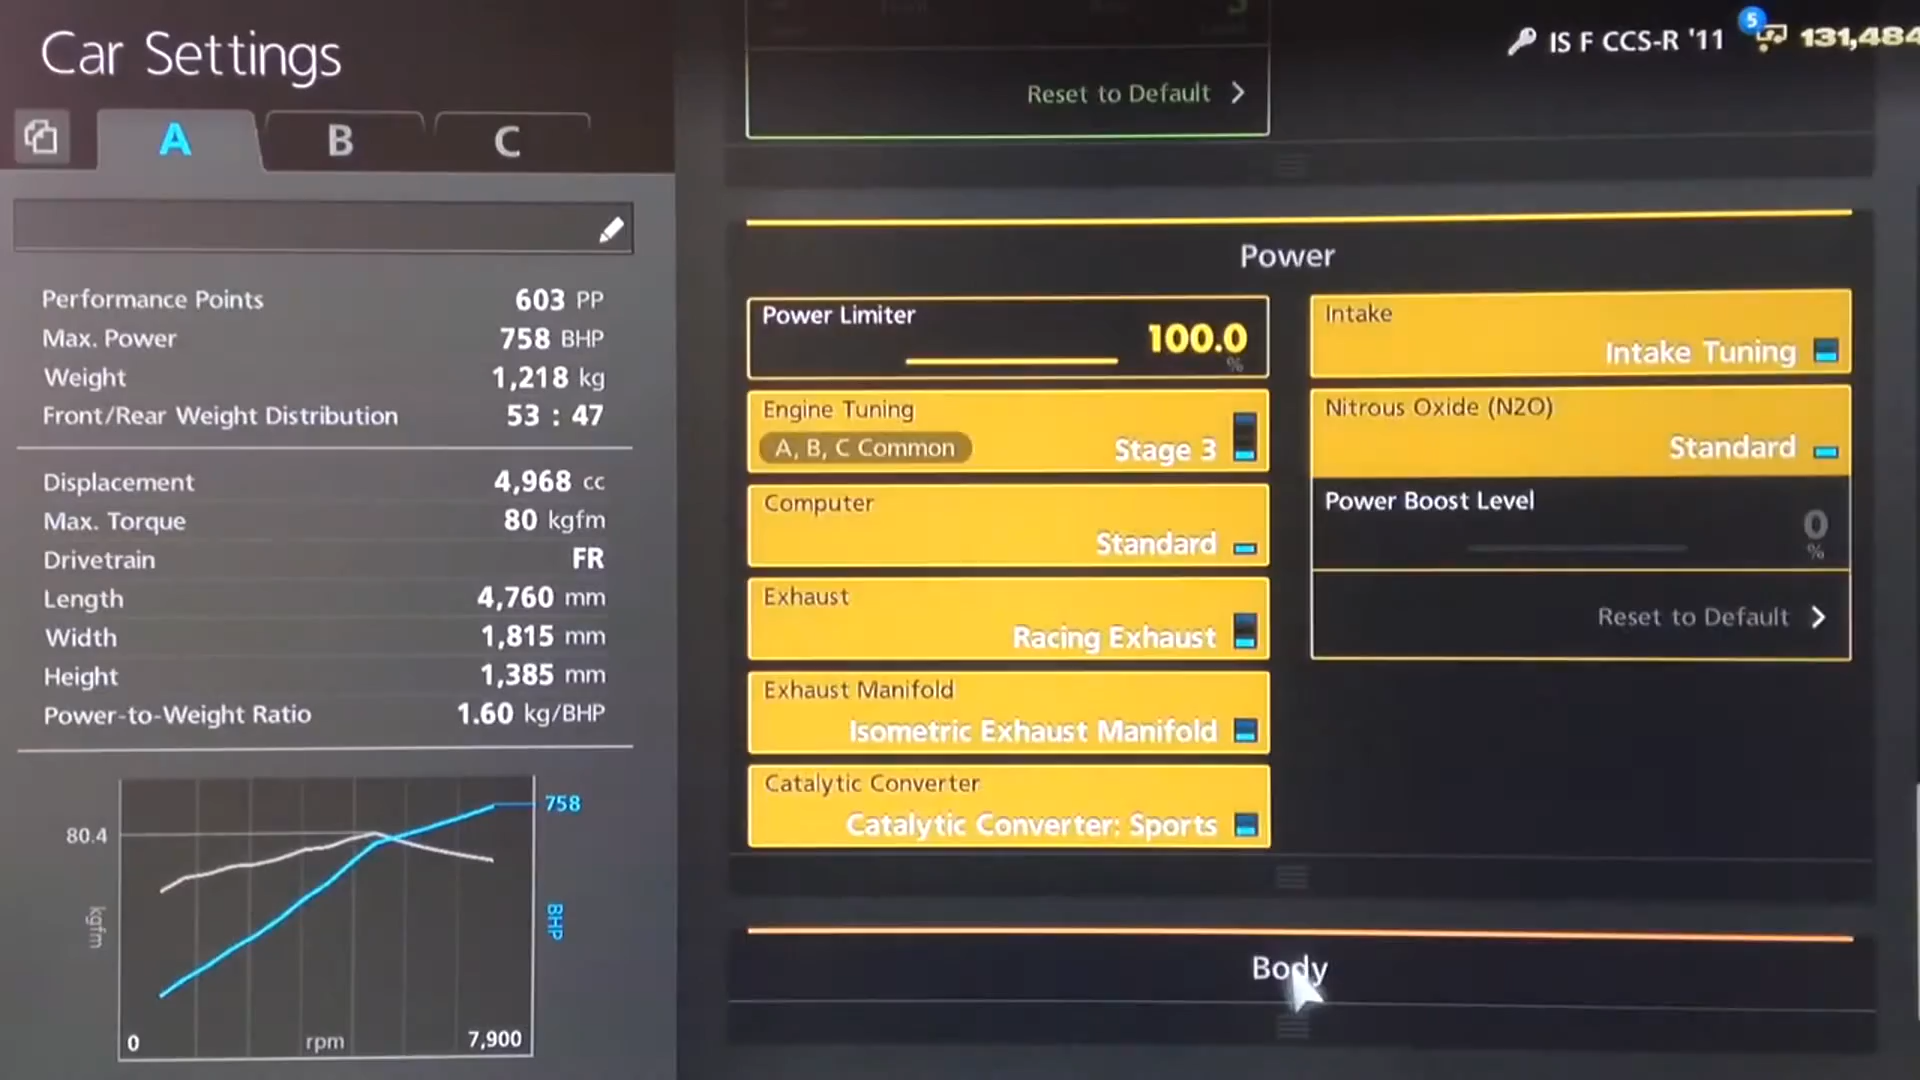 Car Settings
IS F CCS-R '11
5
131,484
A
B
C
Reset to Default
Performance Points 603 PP
Max. Power 758 BHP
Weight 1,218 kg
Front/Rear Weight Distribution 53 : 47
Displacement 4,968 cc
Max. Torque 80 kgfm
Drivetrain FR
Length 4,760 mm
Width 1,815 mm
Height 1,385 mm
Power-to-Weight Ratio 1.60 kg/BHP
758
80.4
kgfm
BHP
0 rpm 7,900
Power
Power Limiter
100.0
%
Engine Tuning
A, B, C Common
Stage 3
Computer
Standard
Exhaust
Racing Exhaust
Exhaust Manifold
Isometric Exhaust Manifold
Catalytic Converter
Catalytic Converter: Sports
Intake
Intake Tuning
Nitrous Oxide (N2O)
Standard
Power Boost Level
0
%
Reset to Default
Body